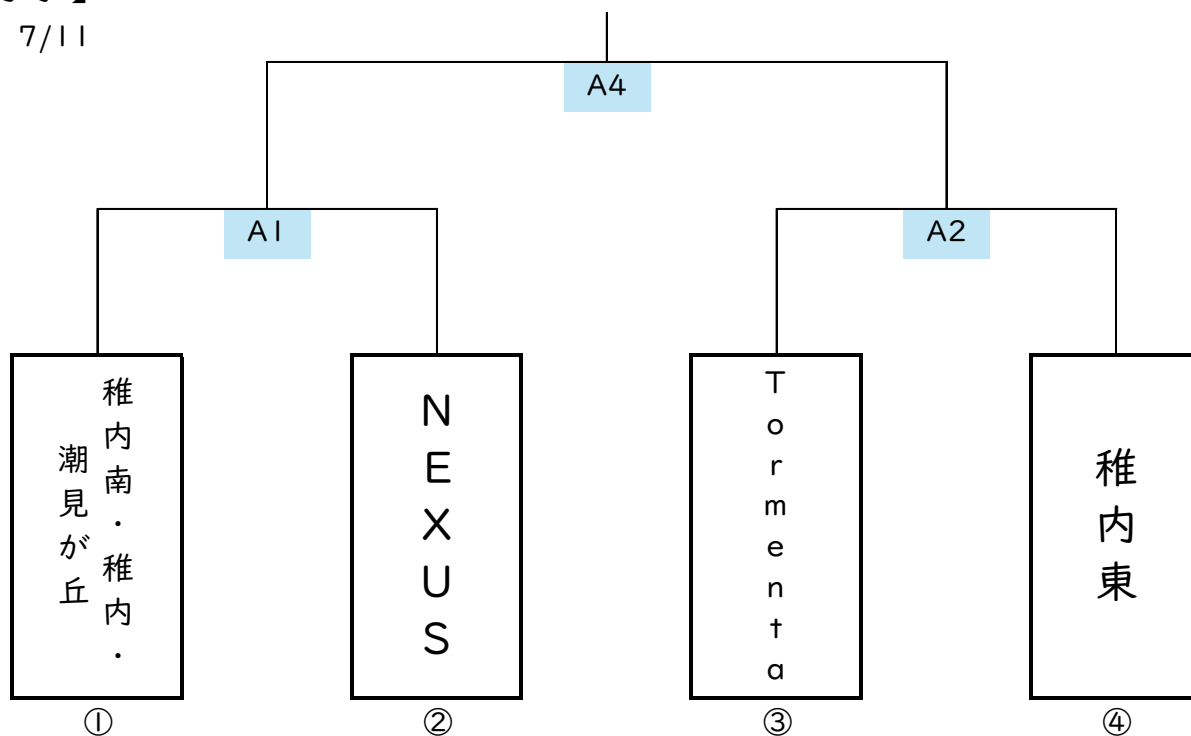 7/11
A4
A1
A2
稚内南・稚内・
潮見が丘
NEXUS
Tormenta
稚内東
①
②
③
④